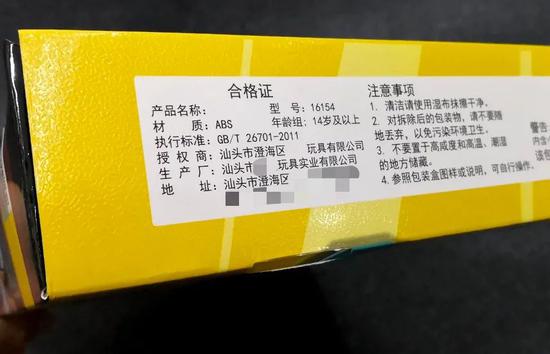 合格证
产品名称:
型 号: 16154
材 质: ABS
年龄组: 14岁及以上
执行标准: GB/T 26701-2011
授 权 商: 汕头市澄海区 玩具有限公司
生 产 厂: 汕头市 玩具实业有限公司
地 址: 汕头市澄海区
注意事项
1. 清洁请使用湿布抹擦干净。
2. 对拆除后的包装物，请不要随
地丢弃，以免污染环境卫生。
3. 不要置于高咸度和高温、潮湿
的地方储藏。
4. 参照包装盒图样或说明，可自行操作。
警告
内含